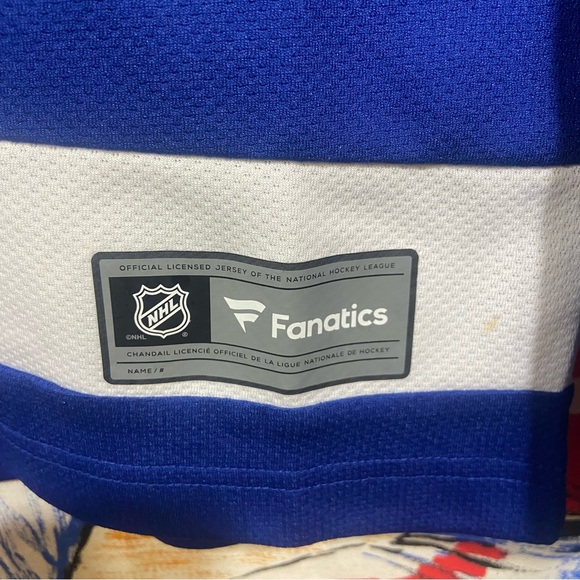 OFFICIAL LICENSED JERSEY OF THE NATIONAL HOCKEY LEAGUE
NHL
©NHL ®
Fanatics
CHANDAIL LICENCIÉ OFFICIEL DE LA LIGUE NATIONALE DE HOCKEY
NAME / #